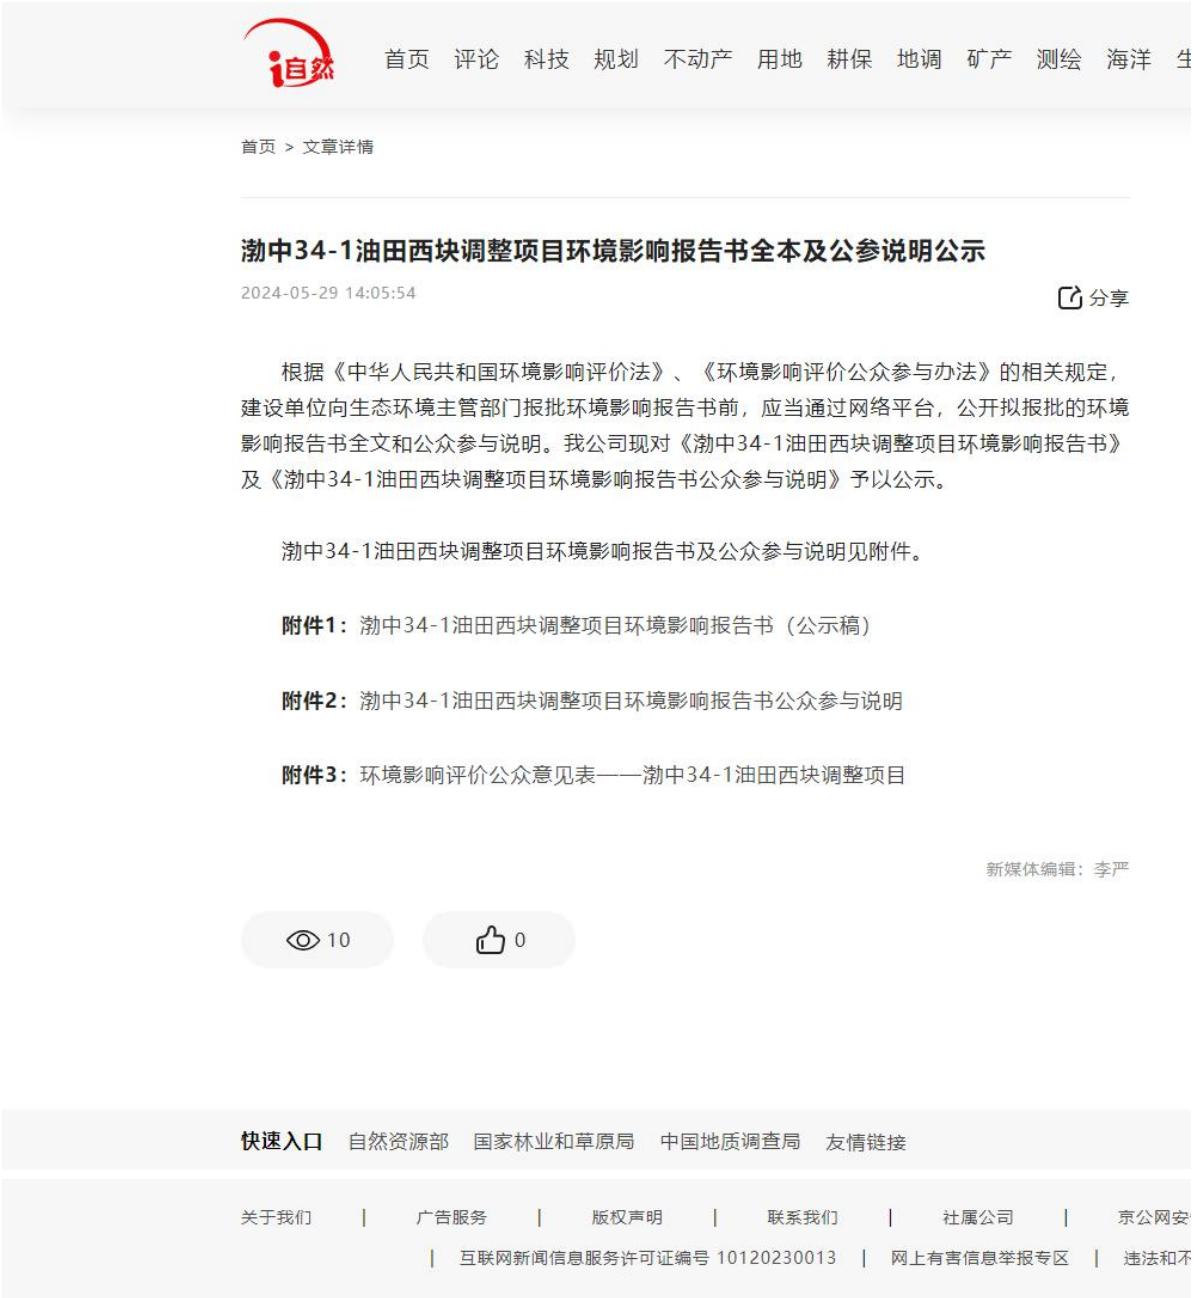 i自然
首页 评论 科技 规划 不动产 用地 耕保 地调 矿产 测绘 海洋
首页 > 文章详情
渤中34-1油田西块调整项目环境影响报告书全本及公参说明公示
2024-05-29 14:05:54
分享
根据《中华人民共和国环境影响评价法》、《环境影响评价公众参与办法》的相关规定，
建设单位向生态环境主管部门报批环境影响报告书前，应当通过网络平台，公开拟报批的环境
影响报告书全文和公众参与说明。我公司现对《渤中34-1油田西块调整项目环境影响报告书》
及《渤中34-1油田西块调整项目环境影响报告书公众参与说明》予以公示。
渤中34-1油田西块调整项目环境影响报告书及公众参与说明见附件。
附件1：渤中34-1油田西块调整项目环境影响报告书（公示稿）
附件2：渤中34-1油田西块调整项目环境影响报告书公众参与说明
附件3：环境影响评价公众意见表——渤中34-1油田西块调整项目
新媒体编辑：李严
10 0
快速入口 自然资源部 国家林业和草原局 中国地质调查局 友情链接
关于我们 | 广告服务 | 版权声明 | 联系我们 | 社属公司 | 京公网安
| 互联网新闻信息服务许可证编号 10120230013 | 网上有害信息举报专区 | 违法和不